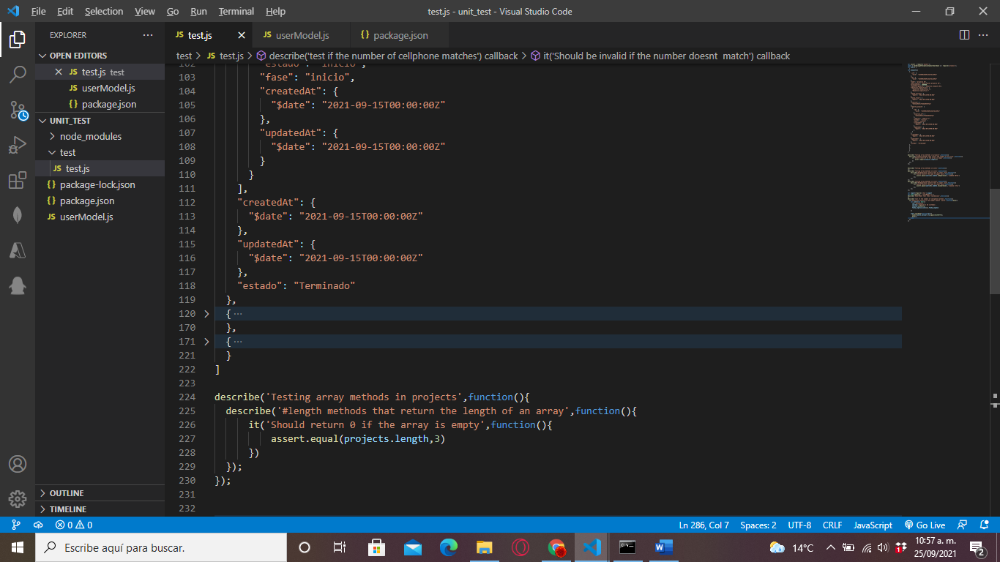 File Edit Selection View Go Run Terminal Help test.js - unit_test - Visual Studio Code
EXPLORER
OPEN EDITORS
JS test.js test
JS userModel.js
{} package.json
UNIT_TEST
node_modules
test
JS test.js
{} package-lock.json
{} package.json
JS userModel.js
OUTLINE
TIMELINE
JS test.js JS userModel.js {} package.json
test > JS test.js > describe('test if the number of cellphone matches') callback > it('Should be invalid if the number doesnt match') callback
102 "estado": "inicio",
103 "fase": "inicio",
104 "createdAt": {
105 "$date": "2021-09-15T00:00:00Z"
106 },
107 "updatedAt": {
108 "$date": "2021-09-15T00:00:00Z"
109 }
110 }
111 ],
112 "createdAt": {
113 "$date": "2021-09-15T00:00:00Z"
114 },
115 "updatedAt": {
116 "$date": "2021-09-15T00:00:00Z"
117 },
118 "estado": "Terminado"
119 },
120 { ···
170 },
171 { ···
221 }
222 ]
223
224 describe('Testing array methods in projects',function(){
225 describe('#length methods that return the length of an array',function(){
226 it('Should return 0 if the array is empty',function(){
227 assert.equal(projects.length,3)
228 })
229 });
230 });
231
232
0 0 Ln 286, Col 7 Spaces: 2 UTF-8 CRLF JavaScript Go Live
Escribe aquí para buscar. 14°C 10:57 a. m.
25/09/2021 2